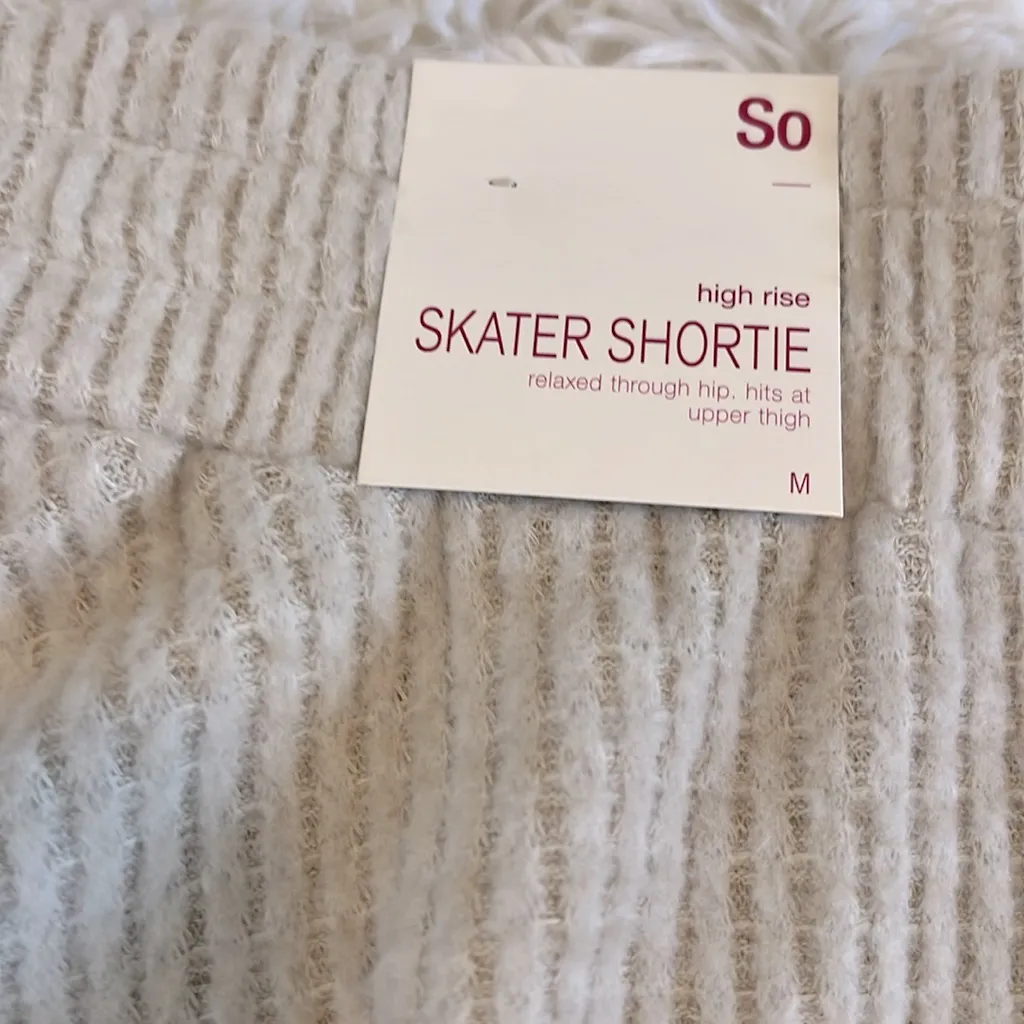 So
high rise
SKATER SHORTIE
relaxed through hip. hits at
upper thigh
M